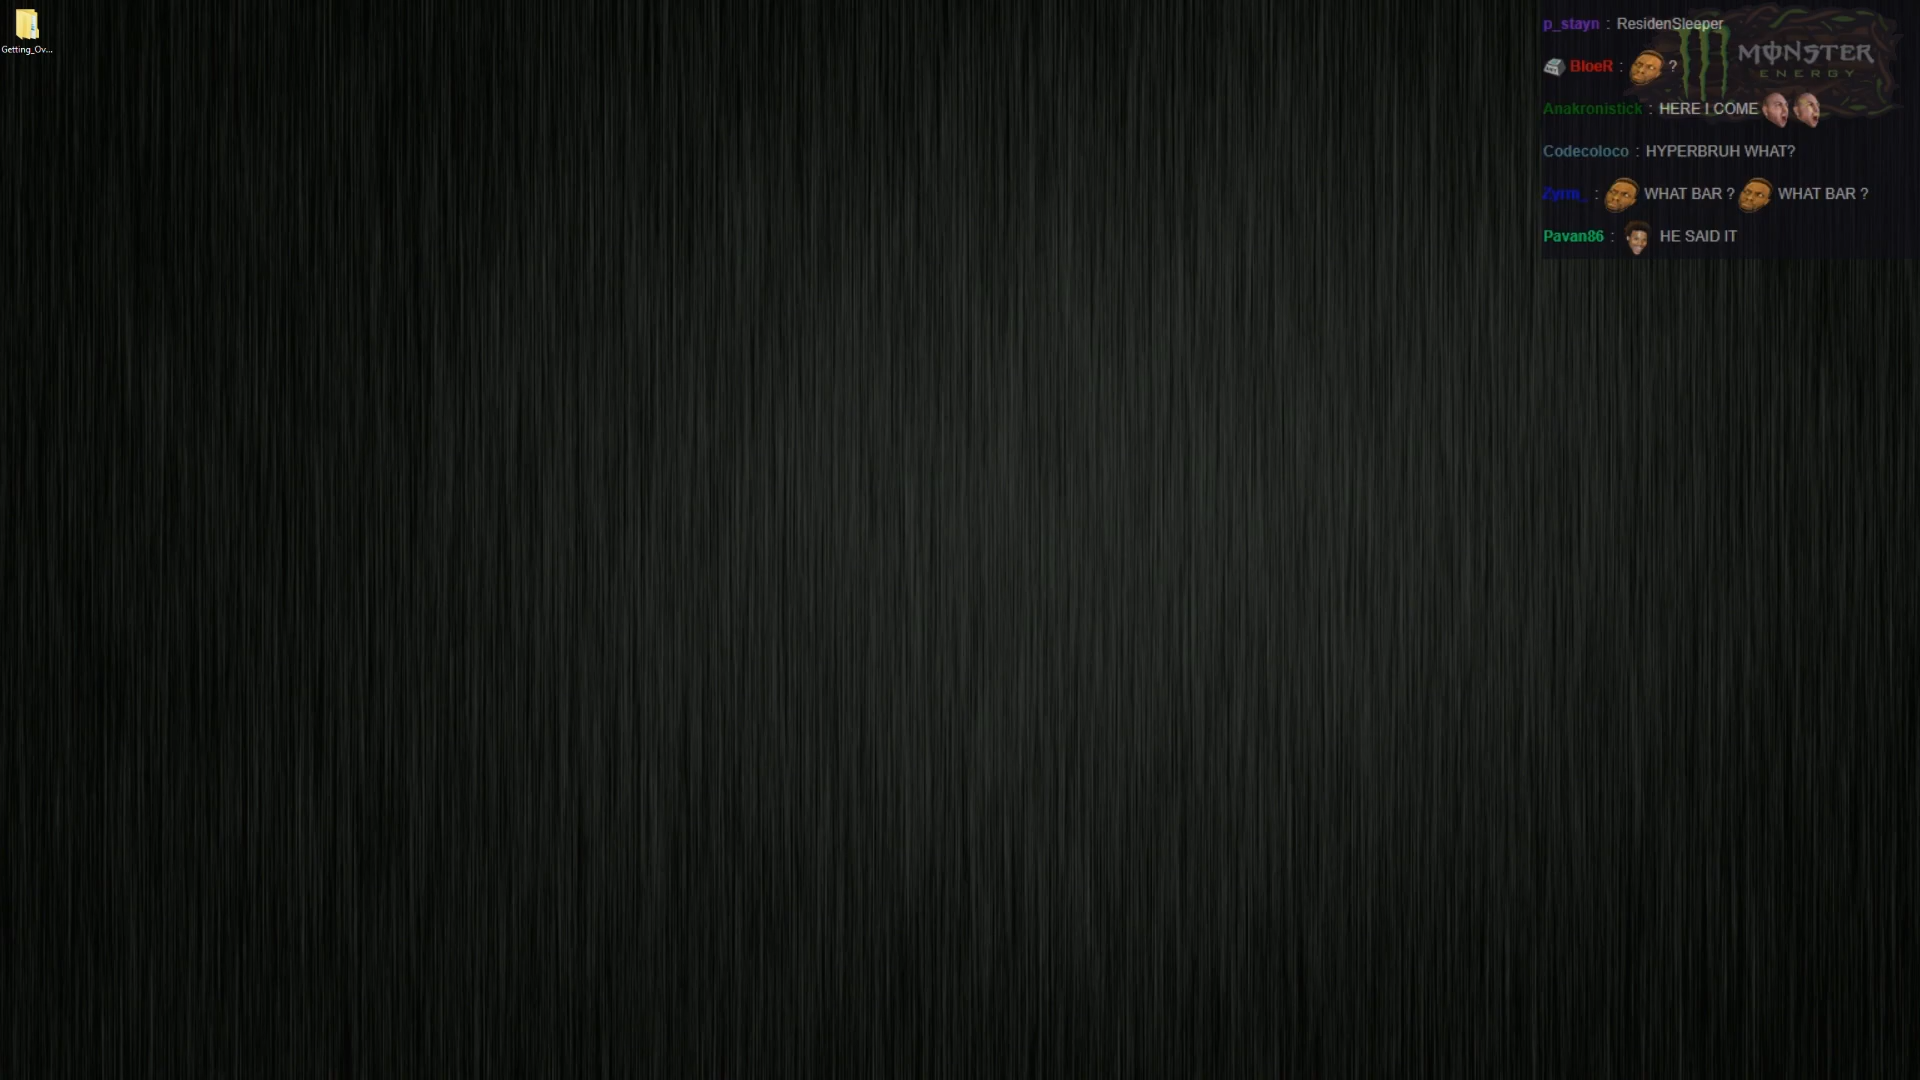 Getting_Ov...
p_stayn : ResidenSleeper
MONSTER
ENERGY
BloeR : ?
Anakronistick : HERE I COME
Codecoloco : HYPERBRUH WHAT?
Zyrm_ : WHAT BAR ? WHAT BAR ?
Pavan86 : HE SAID IT